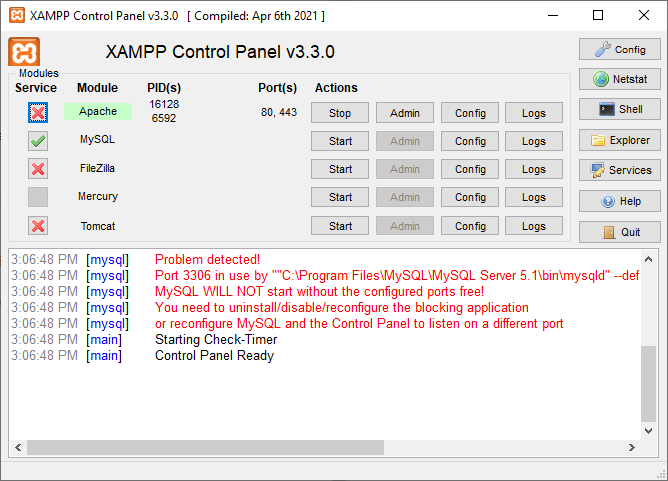 XAMPP Control Panel v3.3.0 [ Compiled: Apr 6th 2021 ]
XAMPP Control Panel v3.3.0
Config
Modules
Service Module PID(s) Port(s) Actions
Netstat
Apache 16128 6592 80, 443 Stop Admin Config Logs
Shell
MySQL Start Admin Config Logs
Explorer
FileZilla Start Admin Config Logs
Services
Mercury Start Admin Config Logs
Help
Tomcat Start Admin Config Logs
Quit
3:06:48 PM [mysql] Problem detected!
3:06:48 PM [mysql] Port 3306 in use by ""C:\Program Files\MySQL\MySQL Server 5.1\bin\mysqld" --def
3:06:48 PM [mysql] MySQL WILL NOT start without the configured ports free!
3:06:48 PM [mysql] You need to uninstall/disable/reconfigure the blocking application
3:06:48 PM [mysql] or reconfigure MySQL and the Control Panel to listen on a different port
3:06:48 PM [main] Starting Check-Timer
3:06:48 PM [main] Control Panel Ready